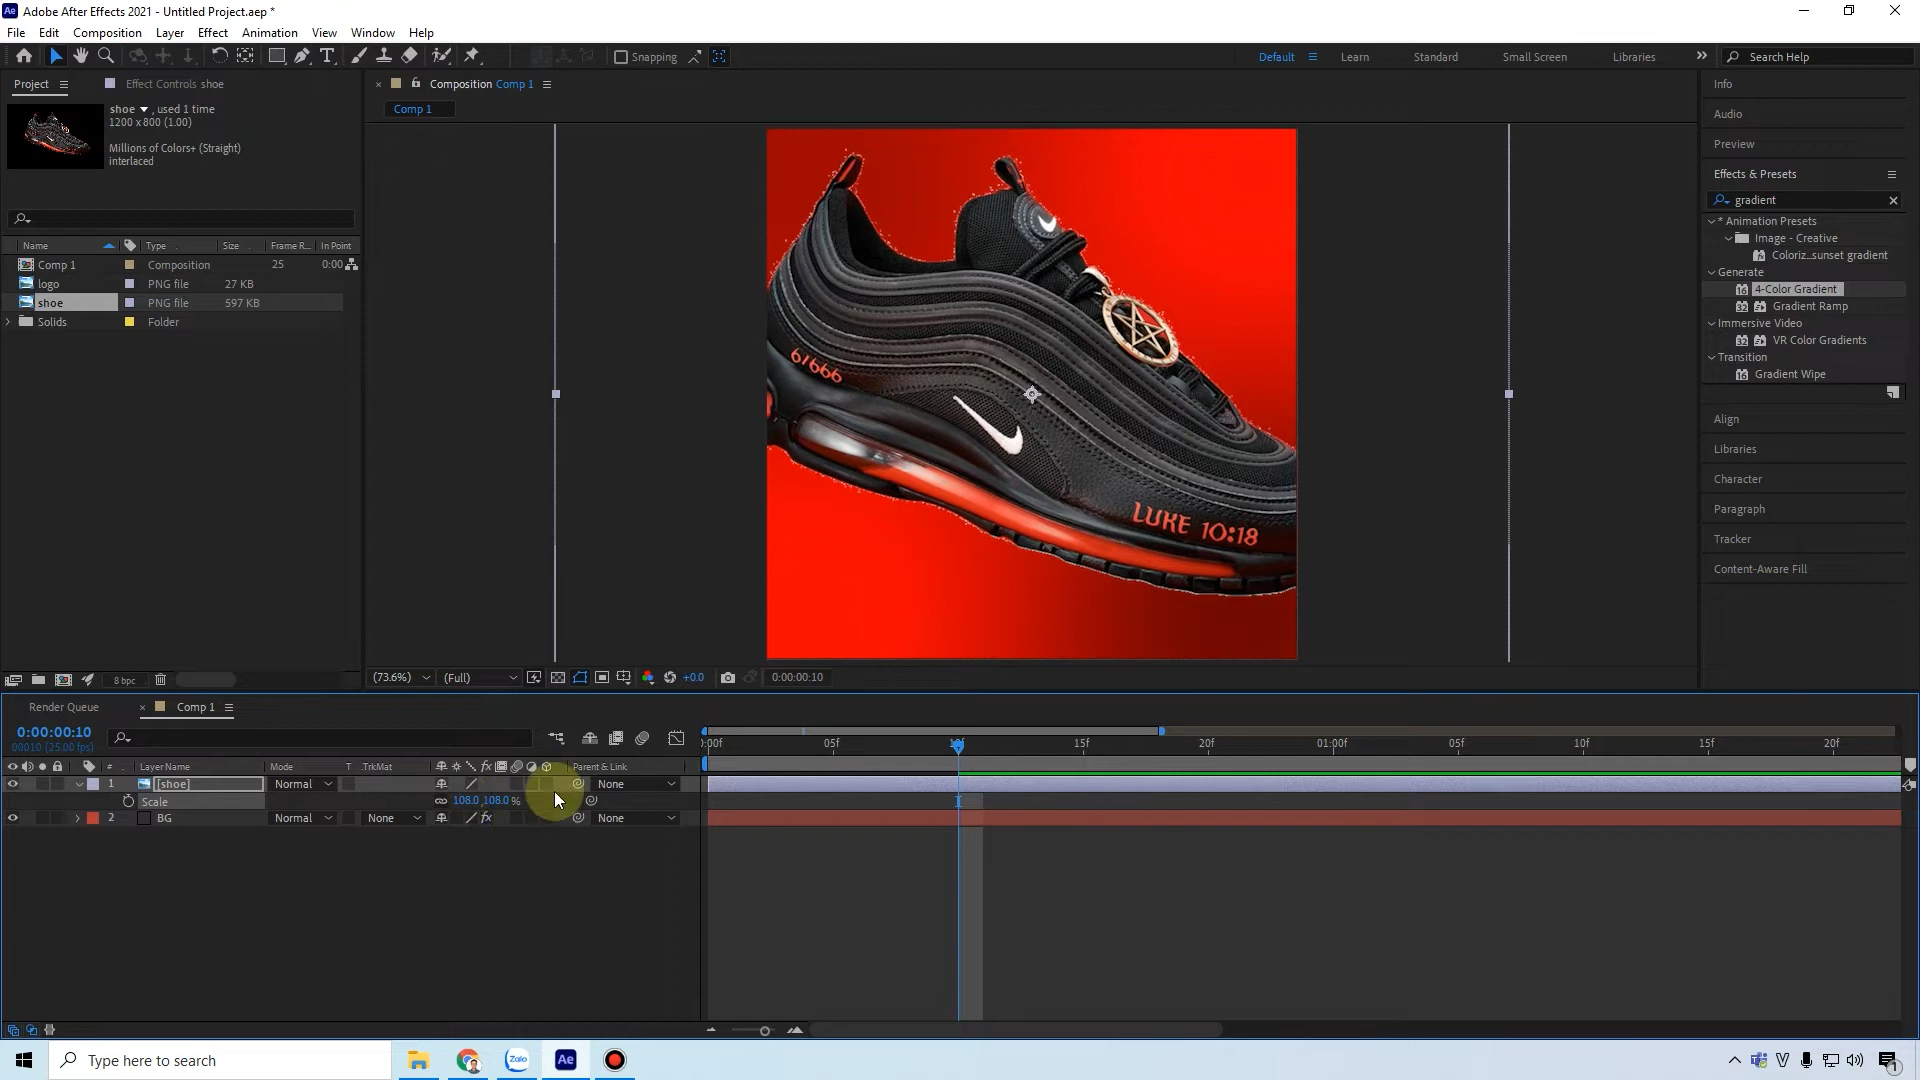 Adobe After Effects 2021 - Untitled Project.aep *
File Edit Composition Layer Effect Animation View Window Help
Snapping Default Learn Standard Small Screen Libraries Search Help
Project Effect Controls shoe
shoe , used 1 time
1200 x 800 (1.00)
Millions of Colors+ (Straight)
interlaced
Name Type Size Frame R... In Point
Comp 1 Composition 25 0:00
logo PNG file 27 KB
shoe PNG file 597 KB
Solids Folder
8 bpc
Composition Comp 1
Comp 1
6/666
LUKE 10:18
(73.6%) (Full) +0.0 0:00:00:10
Info
Audio
Preview
Effects & Presets
gradient
* Animation Presets
Image - Creative
Coloriz...sunset gradient
Generate
4-Color Gradient
Gradient Ramp
Immersive Video
VR Color Gradients
Transition
Gradient Wipe
Align
Libraries
Character
Paragraph
Tracker
Content-Aware Fill
Render Queue Comp 1
0:00:00:10
00010 (25.00 fps)
:00f 05f 10f 15f 20f 01:00f 05f 10f 15f 20f
# Layer Name Mode T .TrkMat Parent & Link
1 [shoe] Normal None
Scale 108.0,108.0 %
2 BG Normal None None
Type here to search
Zalo
Ae
1